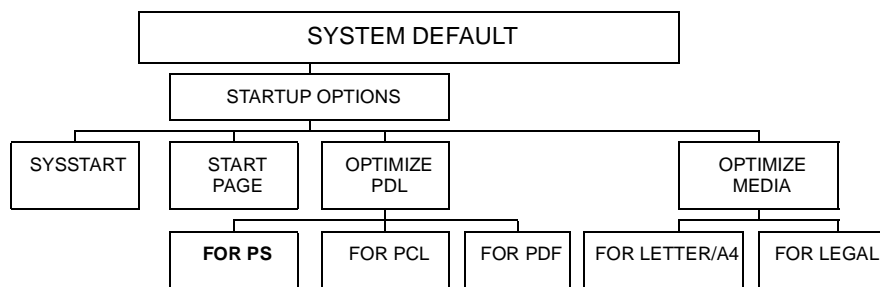 SYSTEM DEFAULT
STARTUP OPTIONS
SYSSTART
START
PAGE
OPTIMIZE
PDL
OPTIMIZE
MEDIA
FOR PS
FOR PCL
FOR PDF
FOR LETTER/A4
FOR LEGAL